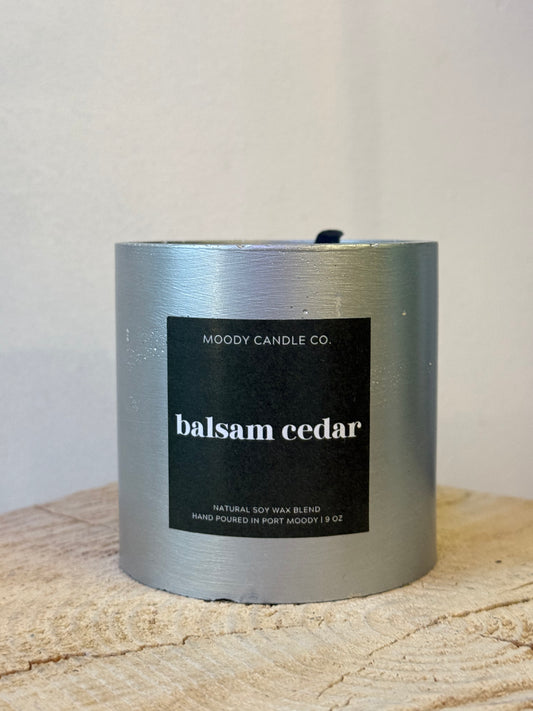 MOODY CANDLE CO.
balsam cedar
NATURAL SOY WAX BLEND
HAND POURED IN PORT MOODY | 9 OZ